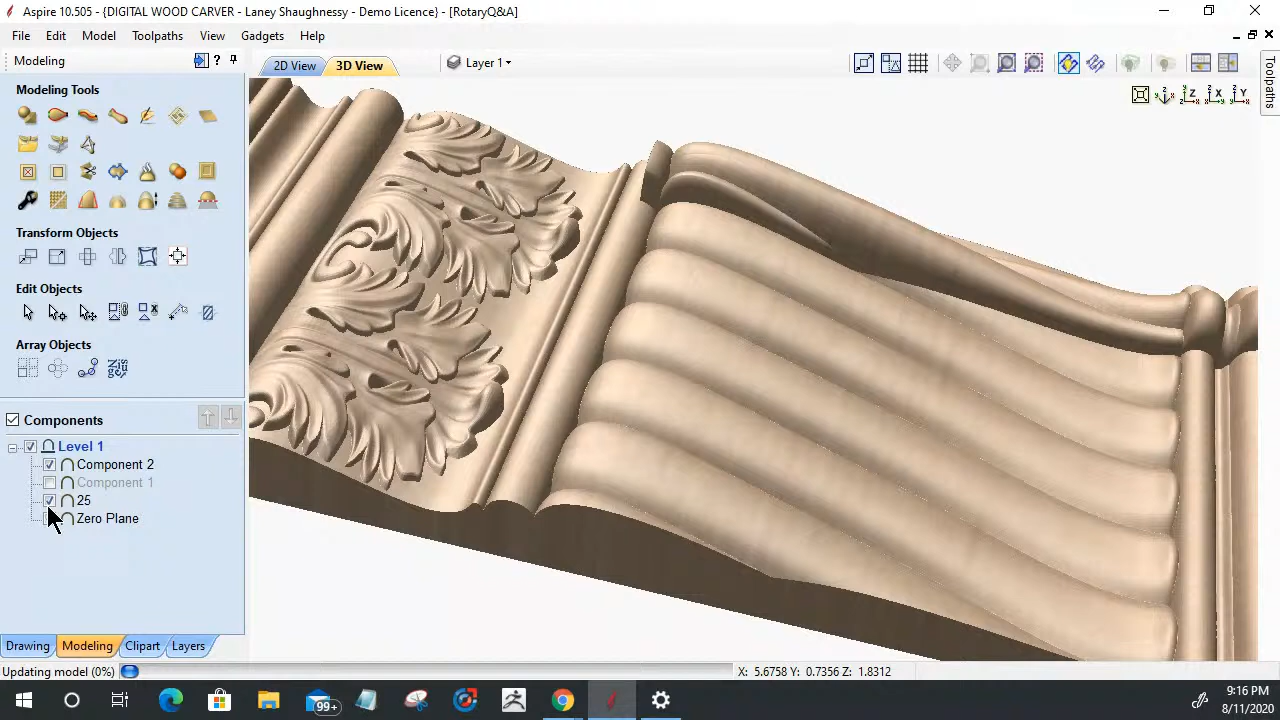 Aspire 10.505 - {DIGITAL WOOD CARVER - Laney Shaughnessy - Demo Licence} - [RotaryQ&A]
File Edit Model Toolpaths View Gadgets Help
Modeling
?
2D View
3D View
Layer 1
Toolpaths
Z
X
Y
Modeling Tools
Transform Objects
Edit Objects
Array Objects
Components
Level 1
Component 2
Component 1
25
Zero Plane
Drawing
Modeling
Clipart
Layers
Updating model (0%)
X: 5.6758 Y: 0.7356 Z: 1.8312
99+
9:16 PM
8/11/2020